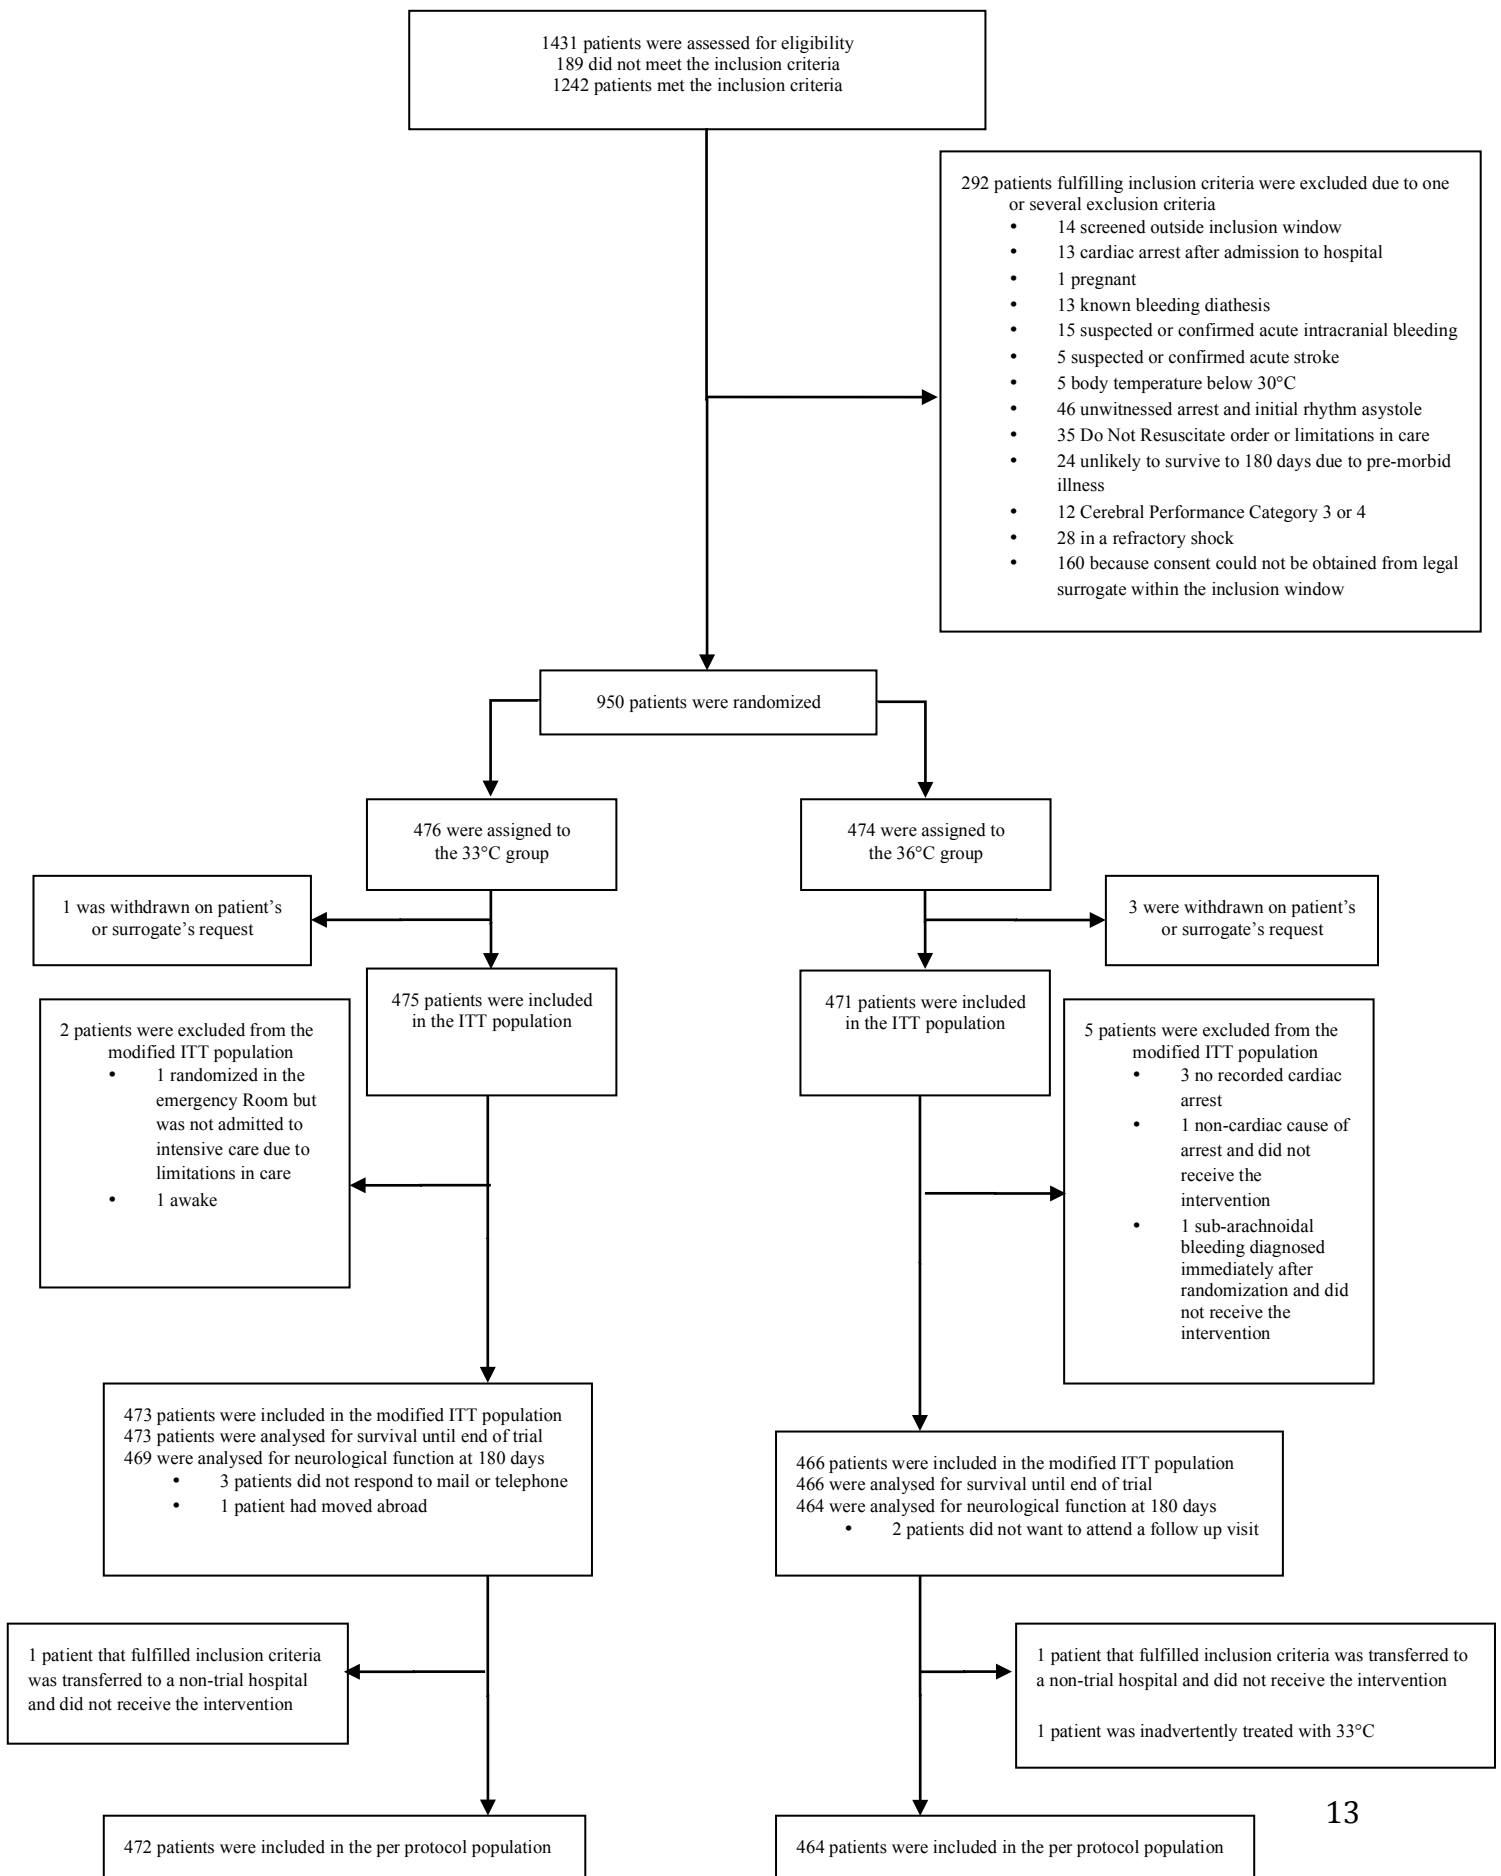 1431 patients were assessed for eligibility
189 did not meet the inclusion criteria
1242 patients met the inclusion criteria
292 patients fulfilling inclusion criteria were excluded due to one
or several exclusion criteria
• 14 screened outside inclusion window
• 13 cardiac arrest after admission to hospital
• 1 pregnant
• 13 known bleeding diathesis
• 15 suspected or confirmed acute intracranial bleeding
• 5 suspected or confirmed acute stroke
• 5 body temperature below 30°C
• 46 unwitnessed arrest and initial rhythm asystole
• 35 Do Not Resuscitate order or limitations in care
• 24 unlikely to survive to 180 days due to pre-morbid
illness
• 12 Cerebral Performance Category 3 or 4
• 28 in a refractory shock
• 160 because consent could not be obtained from legal
surrogate within the inclusion window
950 patients were randomized
476 were assigned to
the 33°C group
474 were assigned to
the 36°C group
1 was withdrawn on patient's
or surrogate's request
3 were withdrawn on patient's
or surrogate's request
475 patients were included
in the ITT population
471 patients were included
in the ITT population
2 patients were excluded from the
modified ITT population
• 1 randomized in the
emergency Room but
was not admitted to
intensive care due to
limitations in care
• 1 awake
5 patients were excluded from the
modified ITT population
• 3 no recorded cardiac
arrest
• 1 non-cardiac cause of
arrest and did not
receive the
intervention
• 1 sub-arachnoidal
bleeding diagnosed
immediately after
randomization and did
not receive the
intervention
473 patients were included in the modified ITT population
473 patients were analysed for survival until end of trial
469 were analysed for neurological function at 180 days
• 3 patients did not respond to mail or telephone
• 1 patient had moved abroad
466 patients were included in the modified ITT population
466 were analysed for survival until end of trial
464 were analysed for neurological function at 180 days
• 2 patients did not want to attend a follow up visit
1 patient that fulfilled inclusion criteria
was transferred to a non-trial hospital
and did not receive the intervention
1 patient that fulfilled inclusion criteria was transferred to
a non-trial hospital and did not receive the intervention
1 patient was inadvertently treated with 33°C
472 patients were included in the per protocol population
464 patients were included in the per protocol population
13